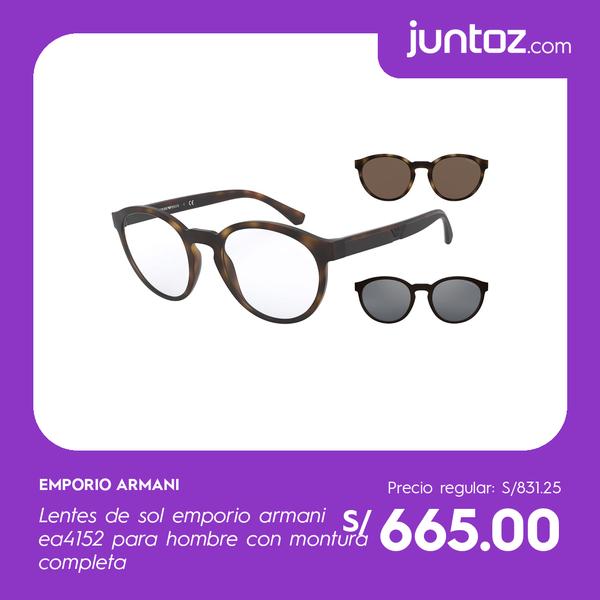 juntoz.com
EMPORIO ARMANI
Lentes de sol emporio armani
ea4152 para hombre con montura
completa
Precio regular: S/831.25
S/ 665.00